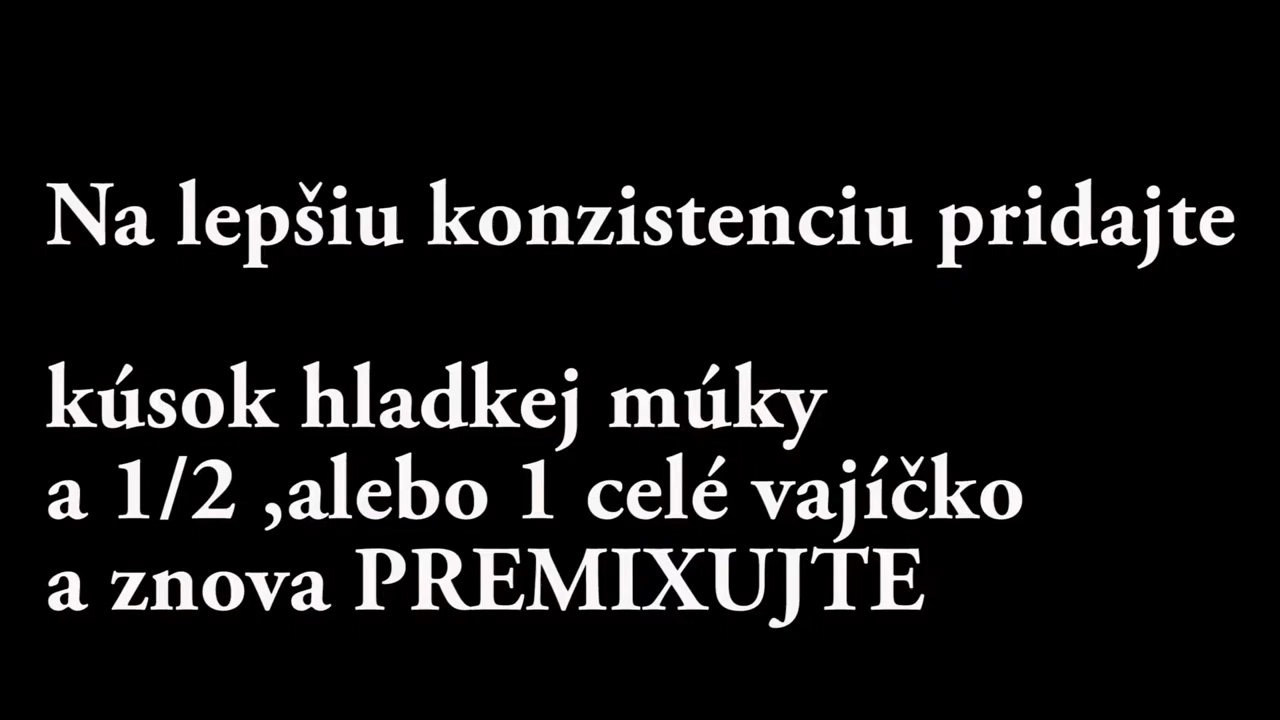 Na lepšiu konzistenciu pridajte
kúsok hladkej múky
a 1/2 ,alebo 1 celé vajíčko
a znova PREMIXUJTE